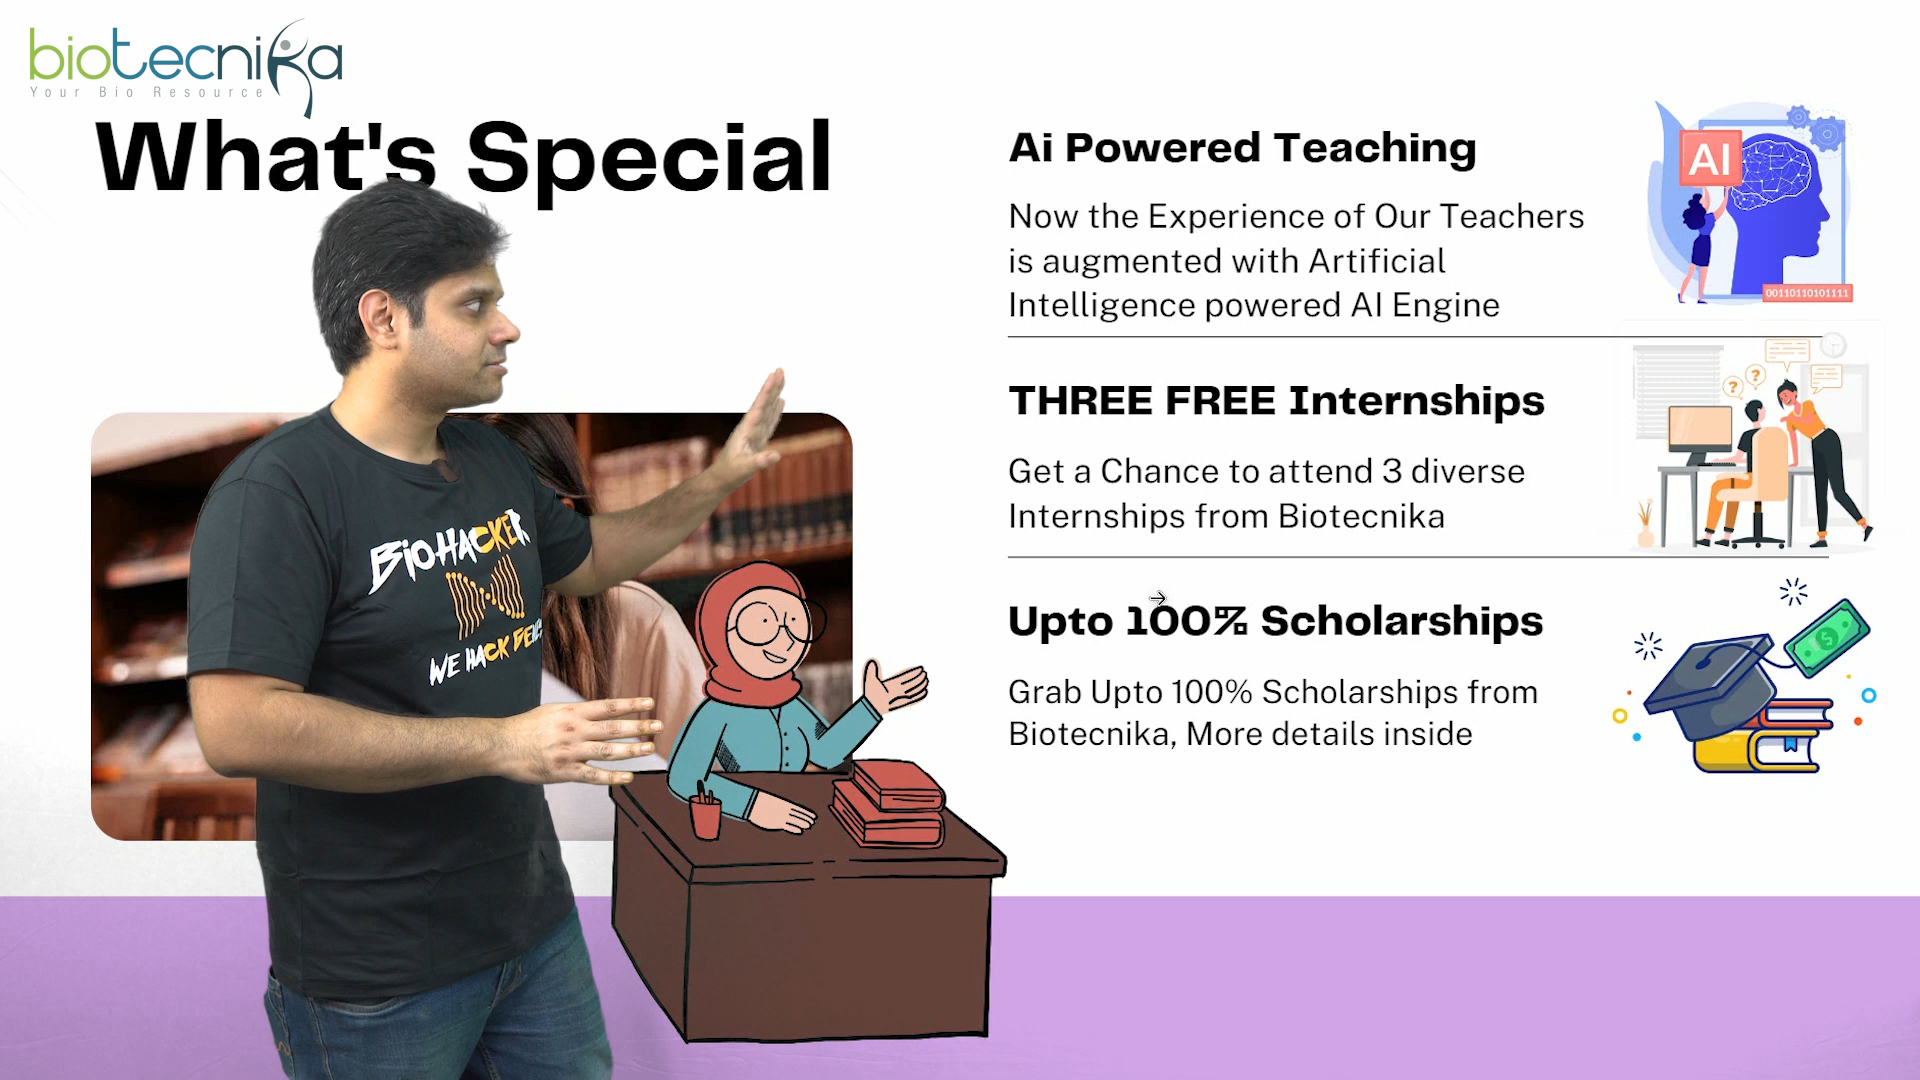 biotecnika
Your Bio Resource
What's Special
BioHACKER
WE HACK
Ai Powered Teaching
Now the Experience of Our Teachers
is augmented with Artificial
Intelligence powered AI Engine
AI
00110110101111
THREE FREE Internships
Get a Chance to attend 3 diverse
Internships from Biotecnika
? ?
Upto 100% Scholarships
Grab Upto 100% Scholarships from
Biotecnika, More details inside
$